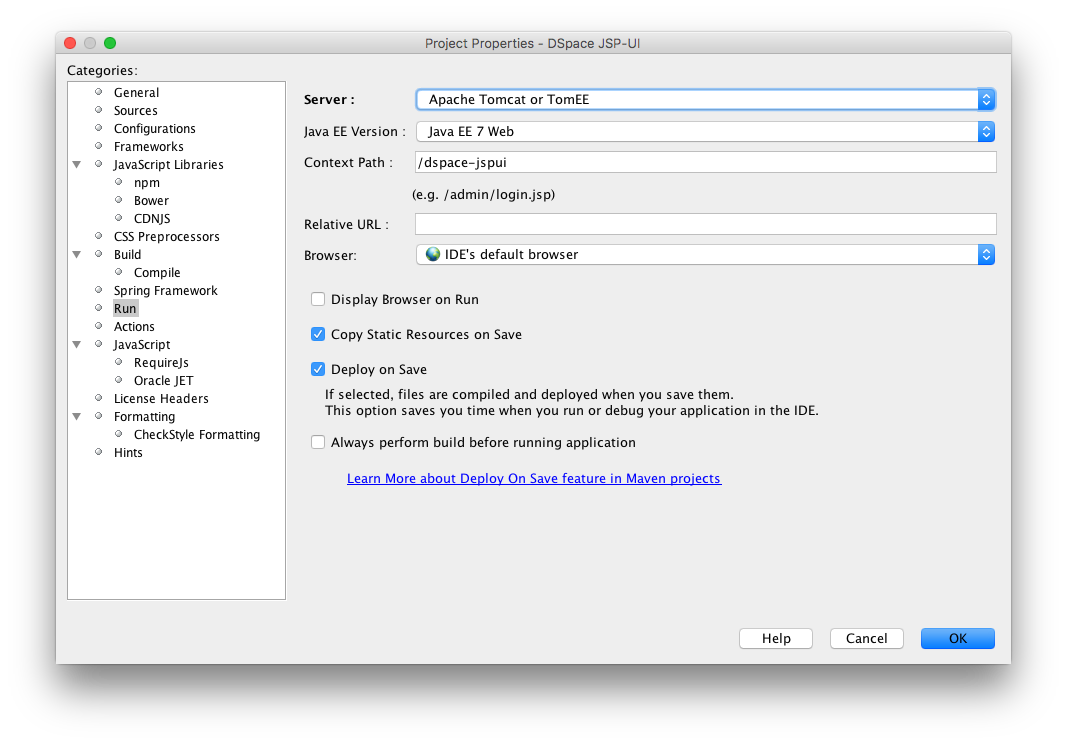 Project Properties - DSpace JSP-UI
Categories:
General
Sources
Configurations
Frameworks
JavaScript Libraries
npm
Bower
CDNJS
CSS Preprocessors
Build
Compile
Spring Framework
Run
Actions
JavaScript
RequireJs
Oracle JET
License Headers
Formatting
CheckStyle Formatting
Hints
Server : Apache Tomcat or TomEE
Java EE Version : Java EE 7 Web
Context Path : /dspace-jspui
(e.g. /admin/login.jsp)
Relative URL :
Browser: IDE's default browser
Display Browser on Run
Copy Static Resources on Save
Deploy on Save
If selected, files are compiled and deployed when you save them.
This option saves you time when you run or debug your application in the IDE.
Always perform build before running application
Learn More about Deploy On Save feature in Maven projects
Help Cancel OK